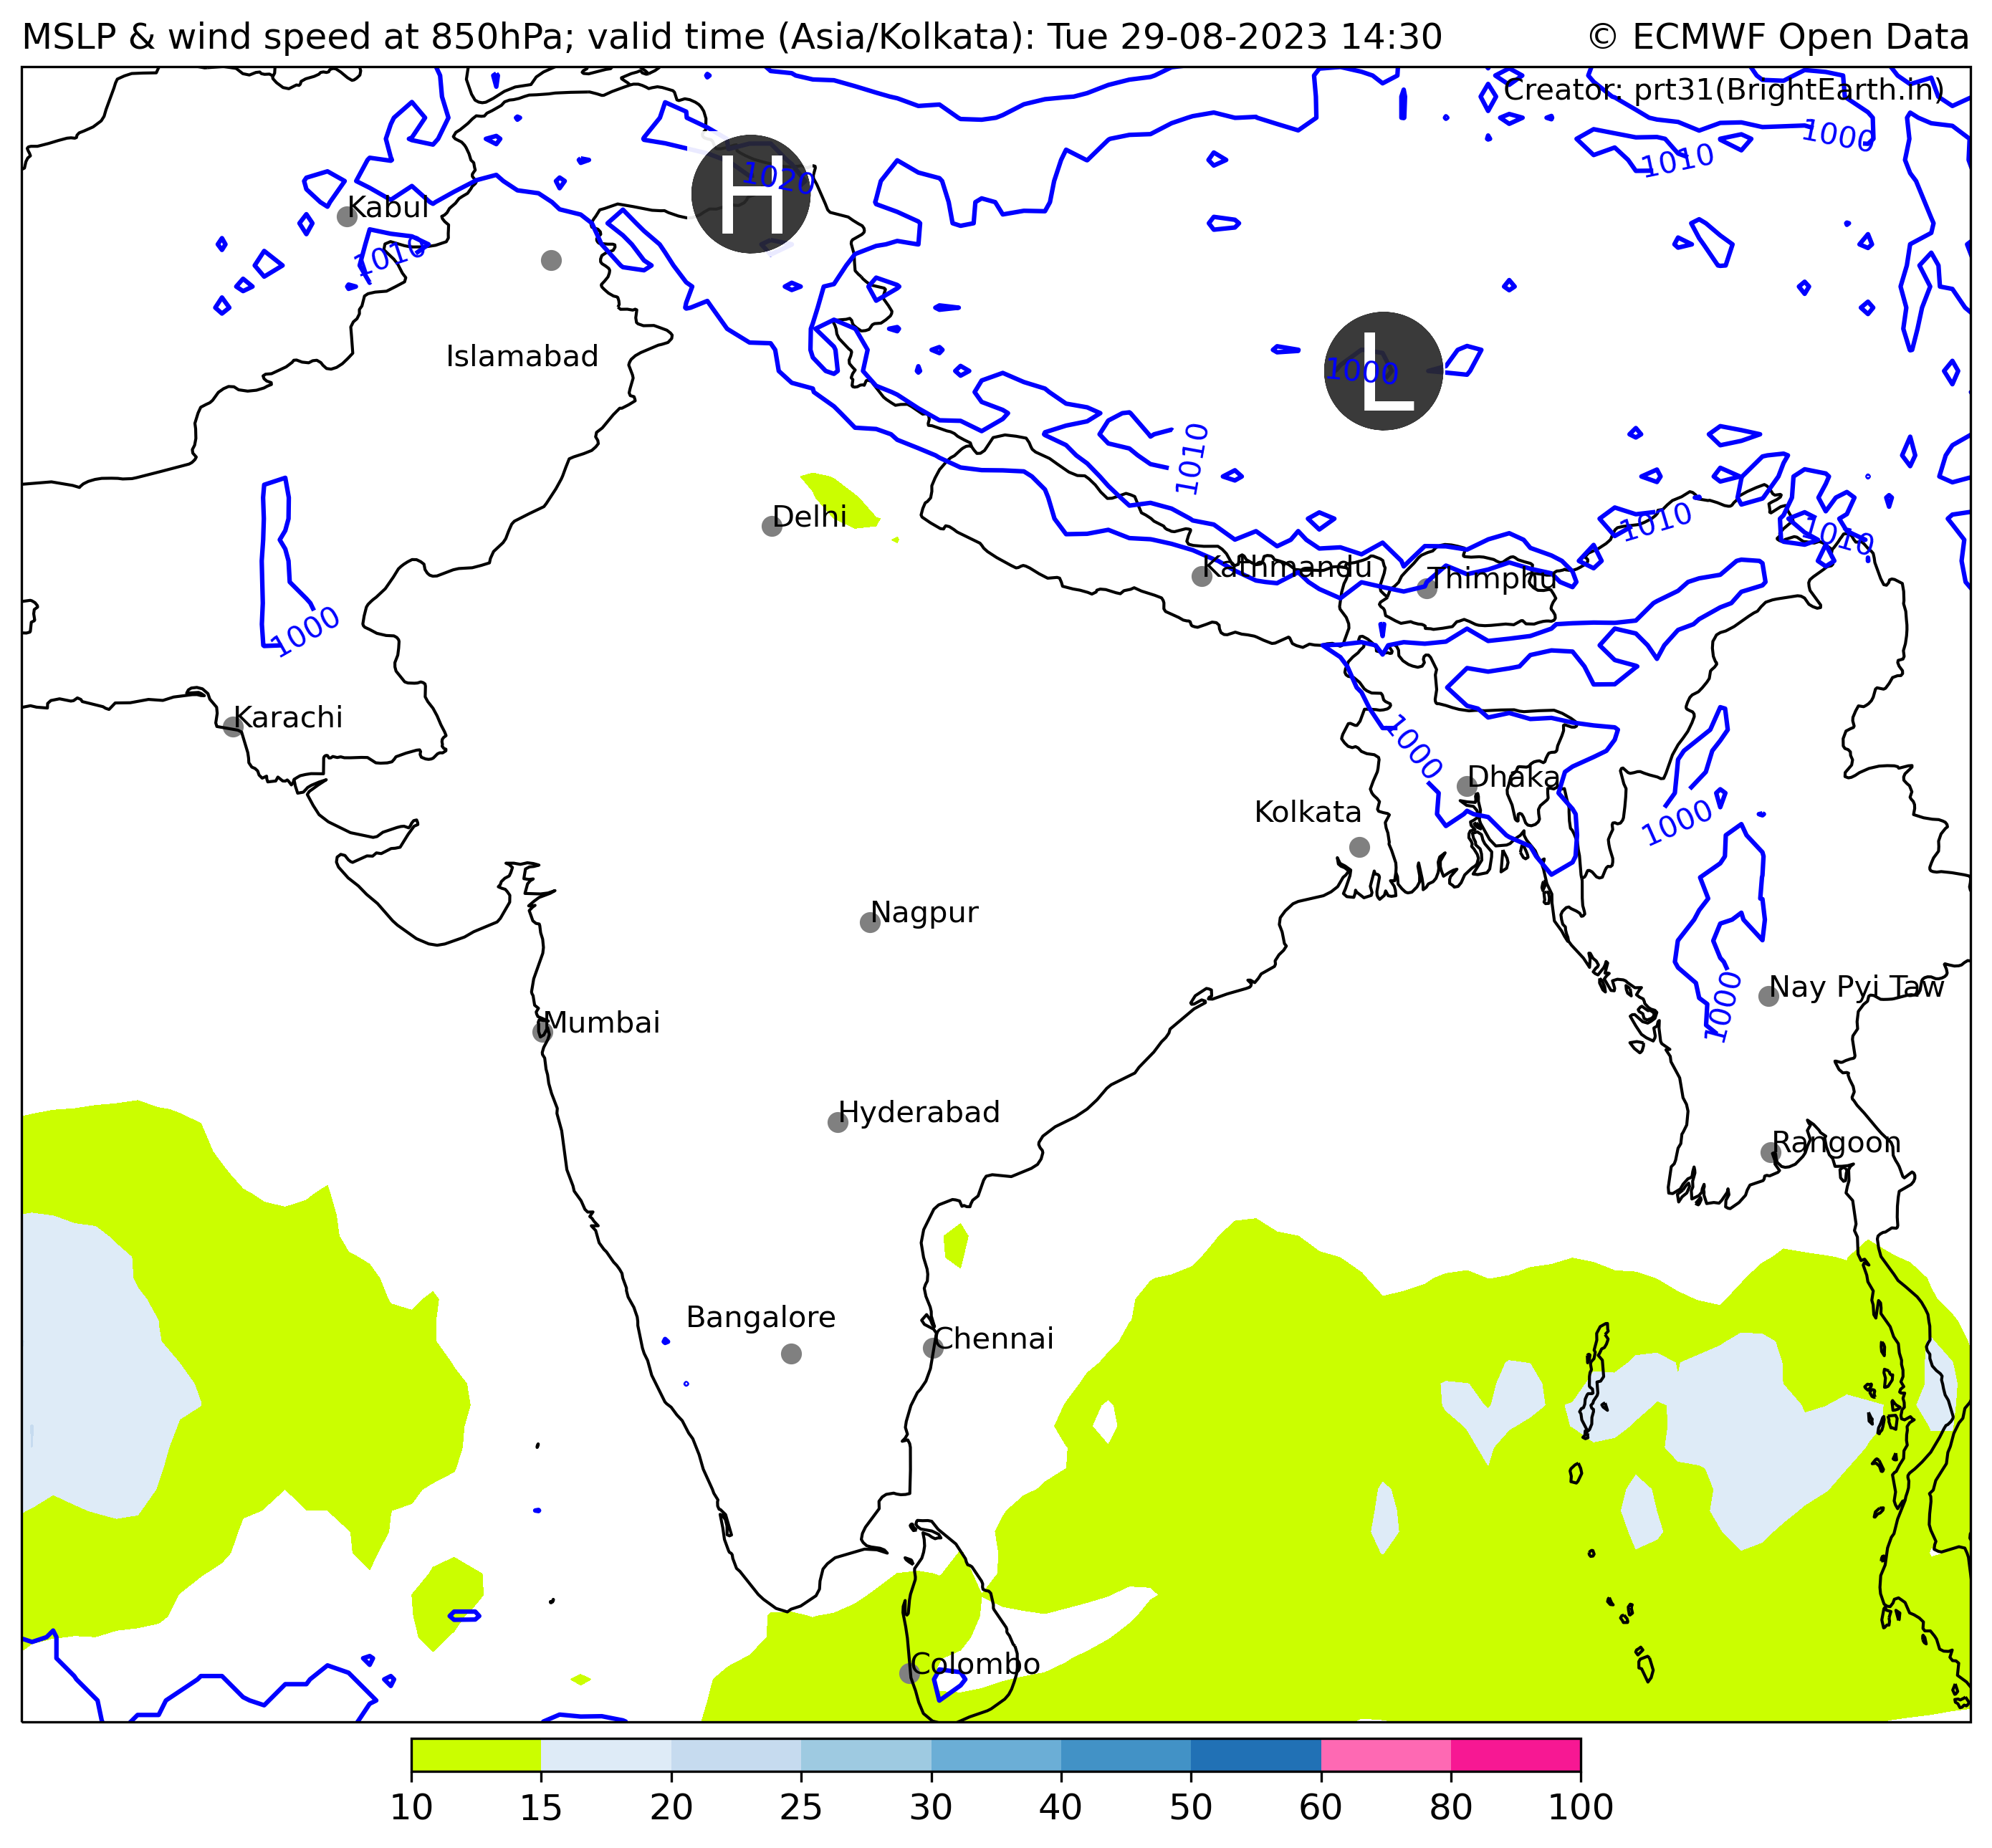 MSLP & wind speed at 850hPa; valid time (Asia/Kolkata): Tue 29-08-2023 14:30
© ECMWF Open Data
Creator: prt31(BrightEarth.in)
1000
1010
H
1020
Kabul
1010
Islamabad
L
1000
1010
Delhi
1010
1010
Kathmandu
Thimphu
1000
Karachi
1000
Dhaka
Kolkata
1000
Nagpur
Nay Pyi Taw
1000
Mumbai
Hyderabad
Rangoon
Bangalore
Chennai
Colombo
10 15 20 25 30 40 50 60 80 100